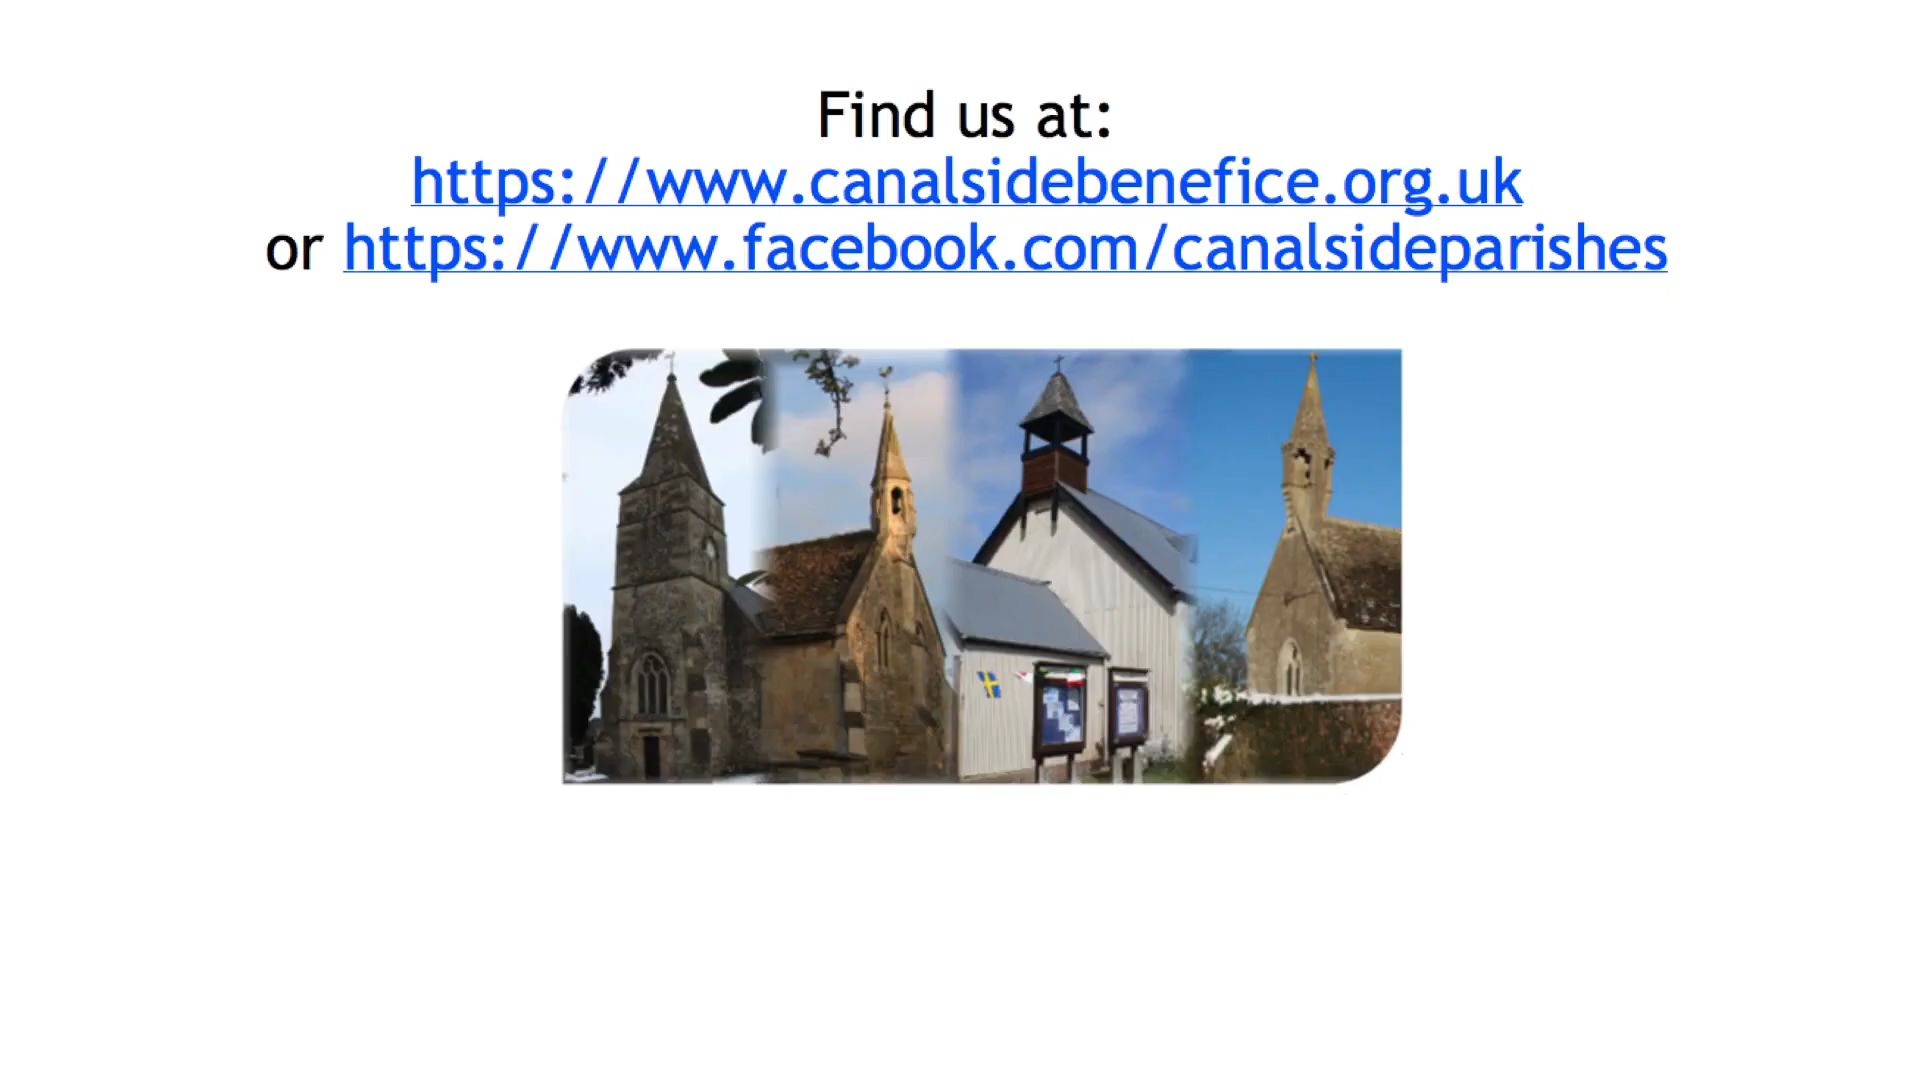 Find us at:
https://www.canalsidebenefice.org.uk
or https://www.facebook.com/canalsideparishes